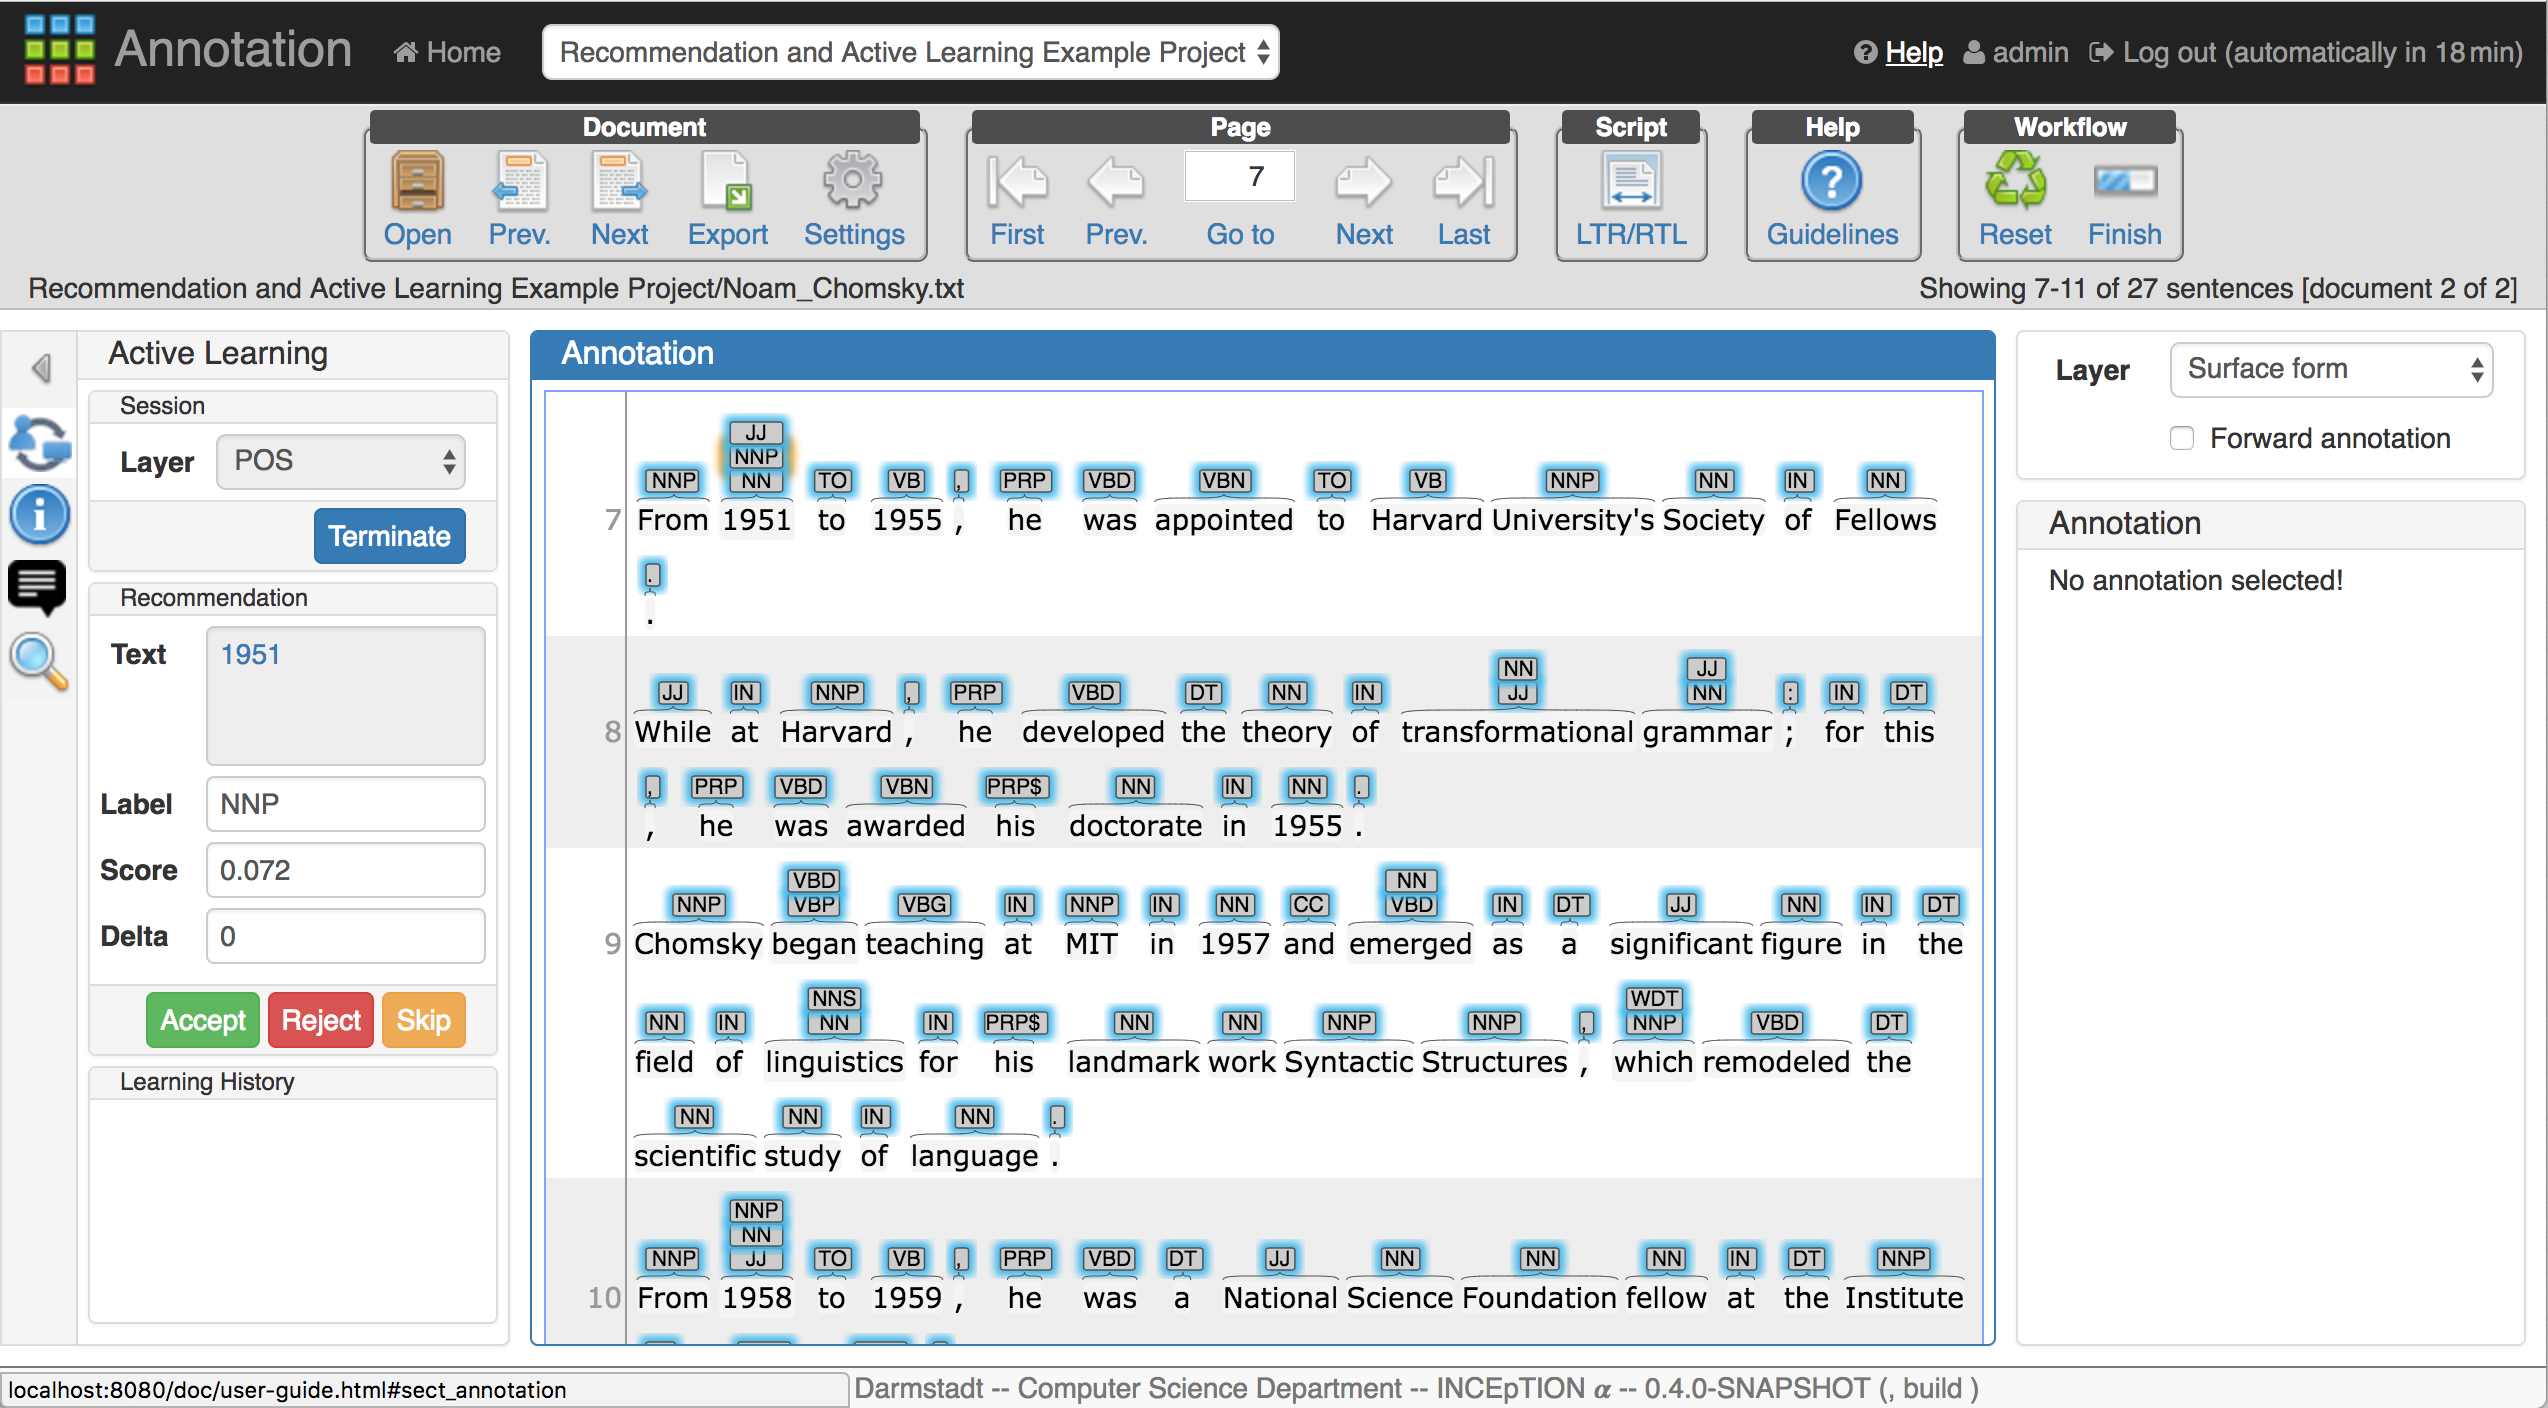 Annotation Home Recommendation and Active Learning Example Project Help admin Log out (automatically in 18 min)
Document Page Script Help Workflow
7
Open Prev. Next Export Settings First Prev. Go to Next Last LTR/RTL Guidelines Reset Finish
Recommendation and Active Learning Example Project/Noam_Chomsky.txt Showing 7-11 of 27 sentences [document 2 of 2]
Active Learning
Session
Layer POS
Terminate
Recommendation
Text 1951
Label NNP
Score 0.072
Delta 0
Accept Reject Skip
Learning History
Annotation
JJ
NNP
NNP NN TO VB , PRP VBD VBN TO VB NNP NN IN NN
7 From 1951 to 1955 , he was appointed to Harvard University's Society of Fellows
.
.
NN JJ
JJ IN NNP , PRP VBD DT NN IN JJ NN : IN DT
8 While at Harvard , he developed the theory of transformational grammar ; for this
, PRP VBD VBN PRP$ NN IN NN .
, he was awarded his doctorate in 1955 .
VBD NN
NNP VBP VBG IN NNP IN NN CC VBD IN DT JJ NN IN DT
9 Chomsky began teaching at MIT in 1957 and emerged as a significant figure in the
NNS WDT
NN IN NN IN PRP$ NN NN NNP NNP , NNP VBD DT
field of linguistics for his landmark work Syntactic Structures , which remodeled the
NN NN IN NN .
scientific study of language .
NNP
NN
NNP JJ TO VB , PRP VBD DT JJ NN NN NN IN DT NNP
10 From 1958 to 1959 , he was a National Science Foundation fellow at the Institute
Layer Surface form
Forward annotation
Annotation
No annotation selected!
localhost:8080/doc/user-guide.html#sect_annotation Darmstadt -- Computer Science Department -- INCEpTION α -- 0.4.0-SNAPSHOT (, build )